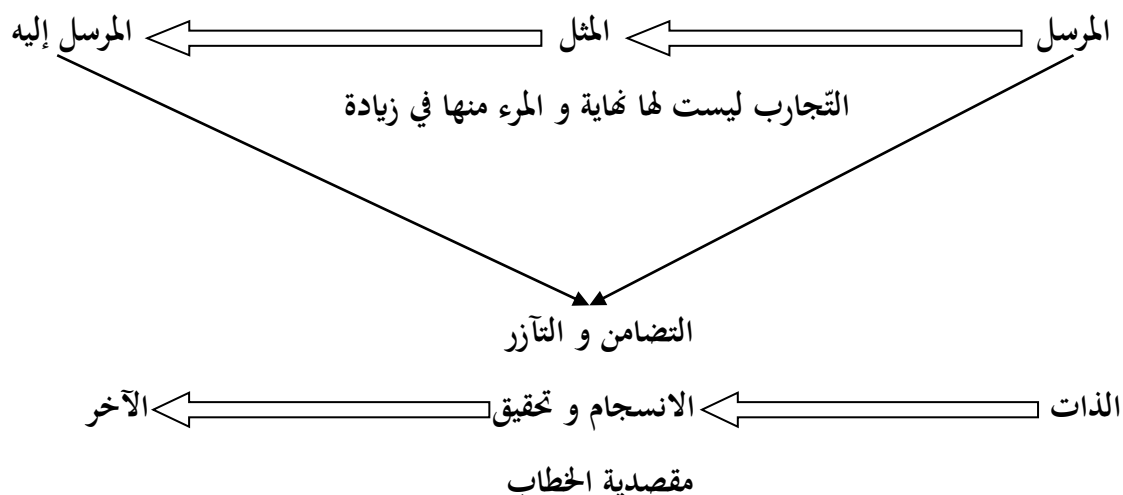 المرسل المثل المرسل إليه
التّجارب ليست لها نهاية و المرء منها في زيادة
التضامن و التآزر
الذات الانسجام و تحقيق الآخر
مقصدية الخطاب